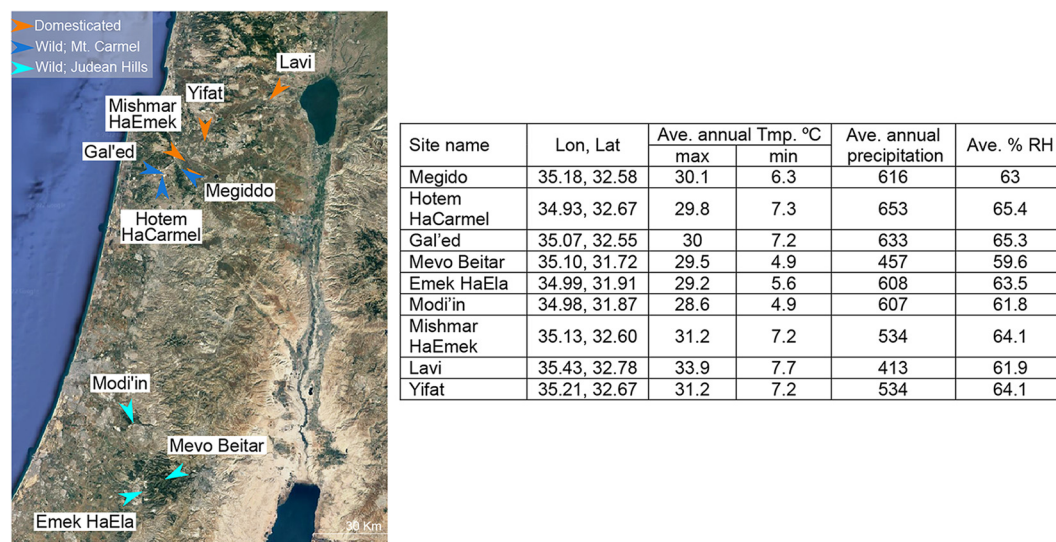 Domesticated
Wild; Mt. Carmel
Wild; Judean Hills
Lavi
Yifat
Mishmar
HaEmek
Gal'ed
Megiddo
Hotem
HaCarmel
Modi'in
Mevo Beitar
Emek HaEla
30 Km
Site name Lon, Lat Ave. annual Tmp. ºC Ave. annual precipitation Ave. % RH
max min
Megido 35.18, 32.58 30.1 6.3 616 63
Hotem
HaCarmel 34.93, 32.67 29.8 7.3 653 65.4
Gal’ed 35.07, 32.55 30 7.2 633 65.3
Mevo Beitar 35.10, 31.72 29.5 4.9 457 59.6
Emek HaEla 34.99, 31.91 29.2 5.6 608 63.5
Modi’in 34.98, 31.87 28.6 4.9 607 61.8
Mishmar
HaEmek 35.13, 32.60 31.2 7.2 534 64.1
Lavi 35.43, 32.78 33.9 7.7 413 61.9
Yifat 35.21, 32.67 31.2 7.2 534 64.1